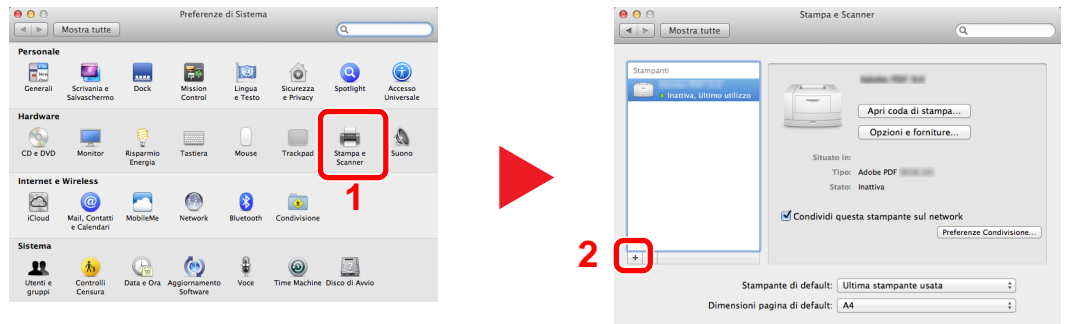 Preferenze di Sistema
Mostra tutte
Personale
Generali
Scrivania e
Salvaschermo
Dock
Mission
Control
Lingua
e Testo
Sicurezza
e Privacy
Spotlight
Accesso
Universale
Hardware
CD e DVD
Monitor
Risparmio
Energia
Tastiera
Mouse
Trackpad
Stampa e
Scanner
Suono
1
Internet e Wireless
iCloud
Mail, Contatti
e Calendari
MobileMe
Network
Bluetooth
Condivisione
Sistema
Utenti e
gruppi
Controlli
Censura
Data e Ora
Aggiornamento
Software
Voce
Time Machine
Disco di Avvio
Stampa e Scanner
Mostra tutte
Stampanti
Inattiva, Ultimo utilizzo
Apri coda di stampa...
Opzioni e forniture...
Situato in:
Tipo: Adobe PDF
Stato: Inattiva
Condividi questa stampante sul network
Preferenze Condivisione...
2
+
Stampante di default: Ultima stampante usata
Dimensioni pagina di default: A4